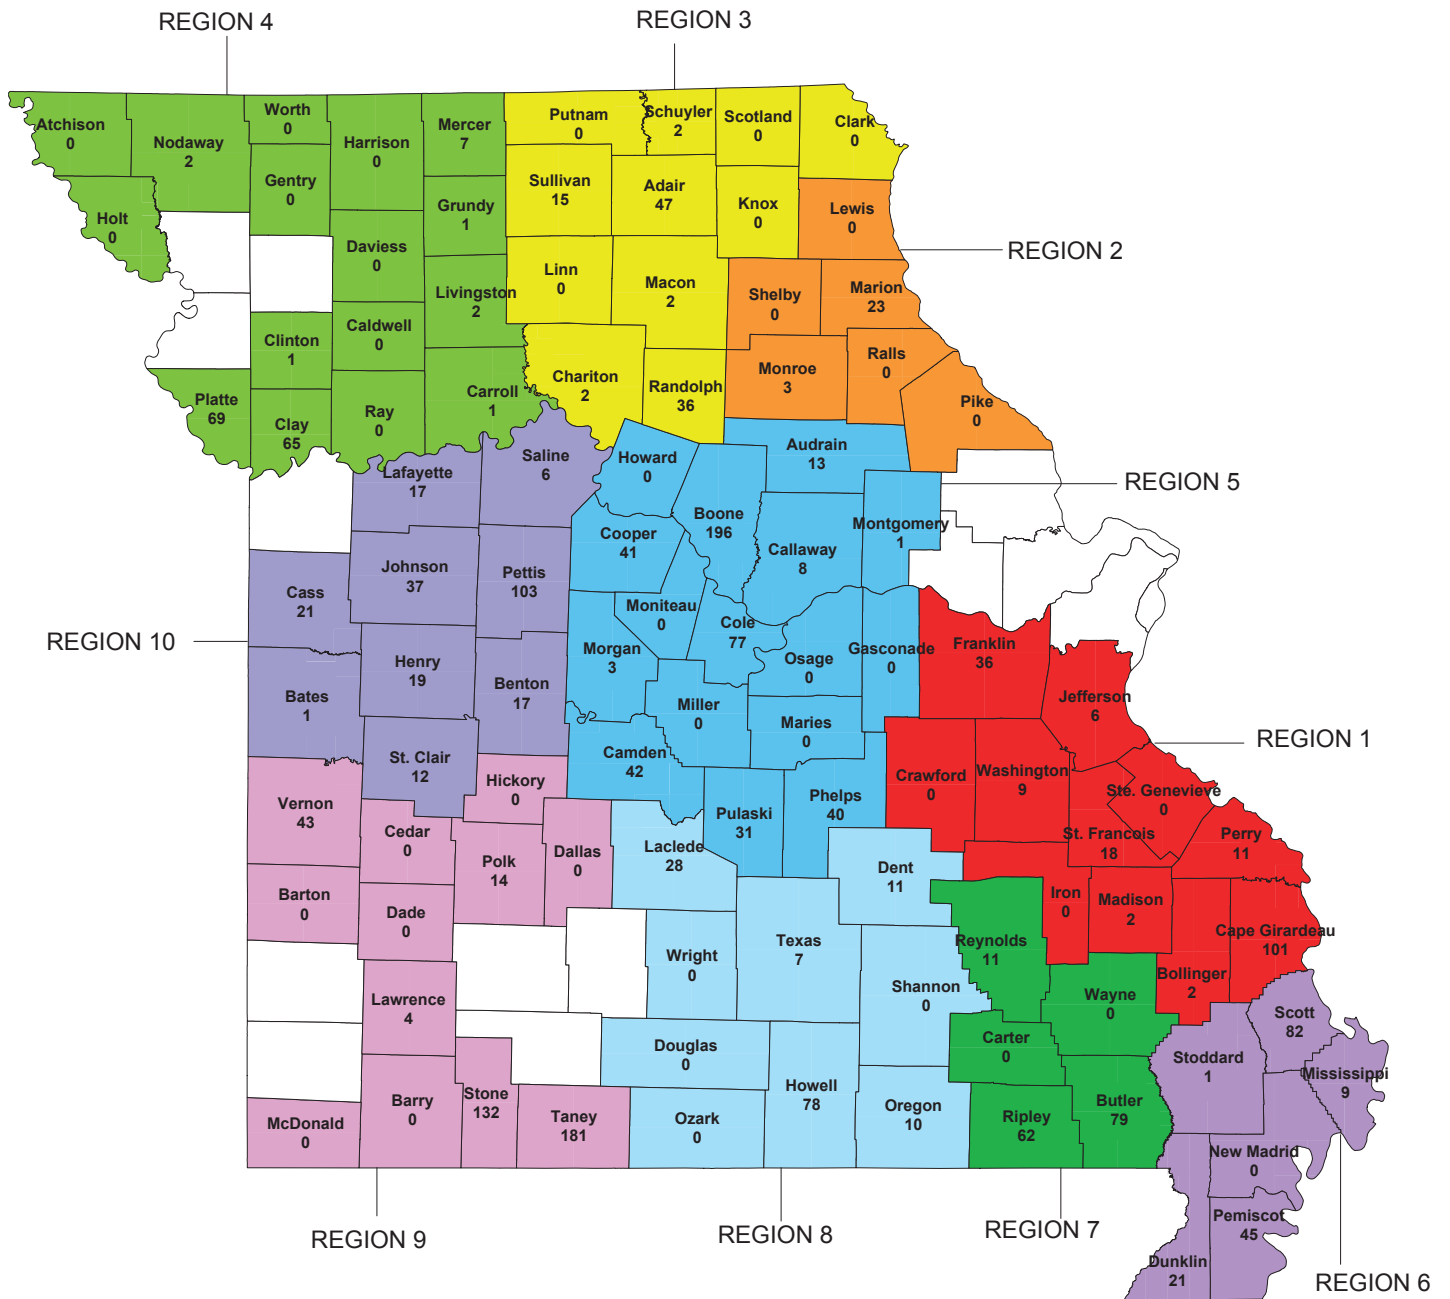 REGION 4
REGION 3
Atchison
0
Nodaway
2
Worth
0
Harrison
0
Mercer
7
Putnam
0
Schuyler
2
Scotland
0
Clark
0
Holt
0
Gentry
0
Daviess
0
Grundy
1
Sullivan
15
Adair
47
Knox
0
Lewis
0
REGION 2
Livingston
2
Linn
0
Macon
2
Shelby
0
Marion
23
Clinton
1
Caldwell
0
Chariton
2
Randolph
36
Monroe
3
Ralls
0
Pike
0
Platte
69
Clay
65
Ray
0
Carroll
1
Lafayette
17
Saline
6
Howard
0
Audrain
13
REGION 5
Boone
196
Montgomery
1
Cooper
41
Callaway
8
Johnson
37
Pettis
103
Cass
21
REGION 10
Moniteau
0
Cole
77
Morgan
3
Osage
0
Gasconade
0
Franklin
36
Henry
19
Benton
17
Bates
1
Miller
0
Maries
0
Jefferson
6
REGION 1
St. Clair
12
Hickory
0
Camden
42
Crawford
0
Washington
9
Ste. Genevieve
0
Vernon
43
Cedar
0
Pulaski
31
Phelps
40
St. Francois
18
Perry
11
Polk
14
Dallas
0
Laclede
28
Dent
11
Barton
0
Dade
0
Iron
0
Madison
2
Cape Girardeau
101
Texas
7
Reynolds
11
Wright
0
Shannon
0
Bollinger
2
Wayne
0
Lawrence
4
Scott
82
Douglas
0
Carter
0
Stoddard
1
Mississippi
9
Barry
0
Stone
132
Howell
78
McDonald
0
Taney
181
Ozark
0
Oregon
10
Ripley
62
Butler
79
New Madrid
0
Pemiscot
45
Dunklin
21
REGION 9
REGION 8
REGION 7
REGION 6